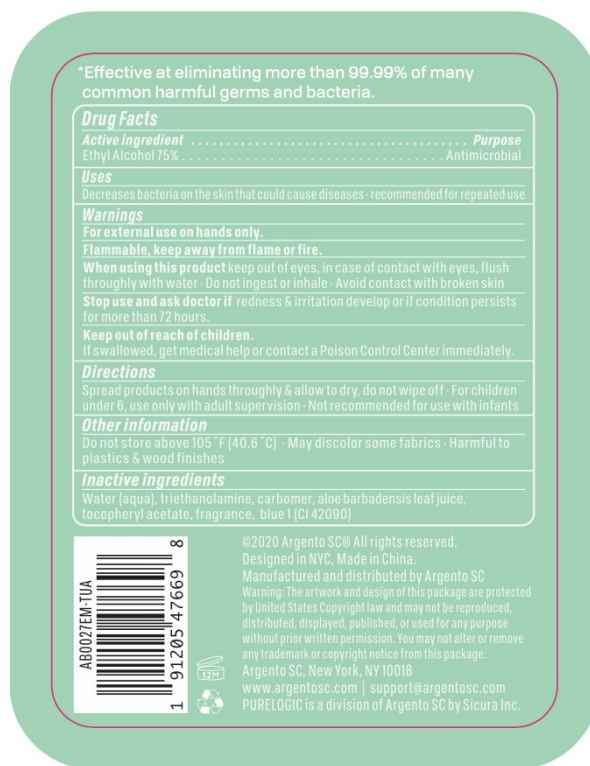 *Effective at eliminating more than 99.99% of many
common harmful germs and bacteria.
Drug Facts
Active ingredient . . . . . . . . . . . . . . . . . . . . . . . . . . . . . . . . . . . . . . . Purpose
Ethyl Alcohol 75% . . . . . . . . . . . . . . . . . . . . . . . . . . . . . . . . . . . . . Antimicrobial
Uses
Decreases bacteria on the skin that could cause diseases · recommended for repeated use
Warnings
For external use on hands only.
Flammable, keep away from flame or fire.
When using this product keep out of eyes, in case of contact with eyes, flush
throughly with water · Do not ingest or inhale · Avoid contact with broken skin
Stop use and ask doctor if redness & irritation develop or if condition persists
for more than 72 hours.
Keep out of reach of children.
If swallowed, get medical help or contact a Poison Control Center immediately.
Directions
Spread products on hands throughly & allow to dry, do not wipe off · For children
under 6, use only with adult supervision · Not recommended for use with infants
Other information
Do not store above 105˚F (40.6˚C) · May discolor some fabrics · Harmful to
plastics & wood finishes
Inactive ingredients
Water (aqua), triethanolamine, carbomer, aloe barbadensis leaf juice,
tocopheryl acetate, fragrance, blue 1 (CI 42090)
AB0027EM-TUA
1 91205 47669 8
12M
©2020 Argento SC® All rights reserved.
Designed in NYC, Made in China.
Manufactured and distributed by Argento SC
Warning: The artwork and design of this package are protected
by United States Copyright law and may not be reproduced,
distributed, displayed, published, or used for any purpose
without prior written permission. You may not alter or remove
any trademark or copyright notice from this package.
Argento SC, New York, NY 10018
www.argentosc.com | support@argentosc.com
PURELOGIC is a division of Argento SC by Sicura Inc.